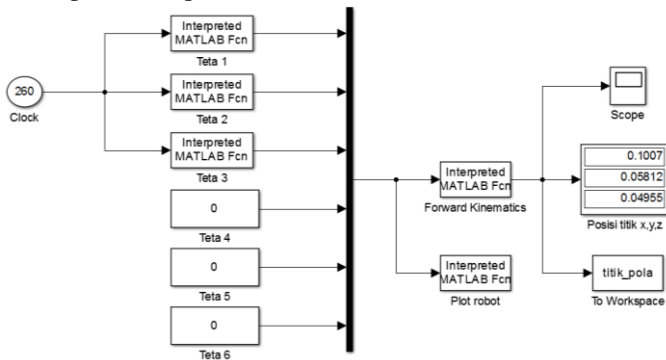 Interpreted
MATLAB Fcn
Teta 1
260
Clock
Interpreted
MATLAB Fcn
Teta 2
Interpreted
MATLAB Fcn
Teta 3
0
Teta 4
0
Teta 5
0
Teta 6
Interpreted
MATLAB Fcn
Forward Kinematics
Interpreted
MATLAB Fcn
Plot robot
Scope
0.1007
0.05812
0.04955
Posisi titik x,y,z
titik_pola
To Workspace